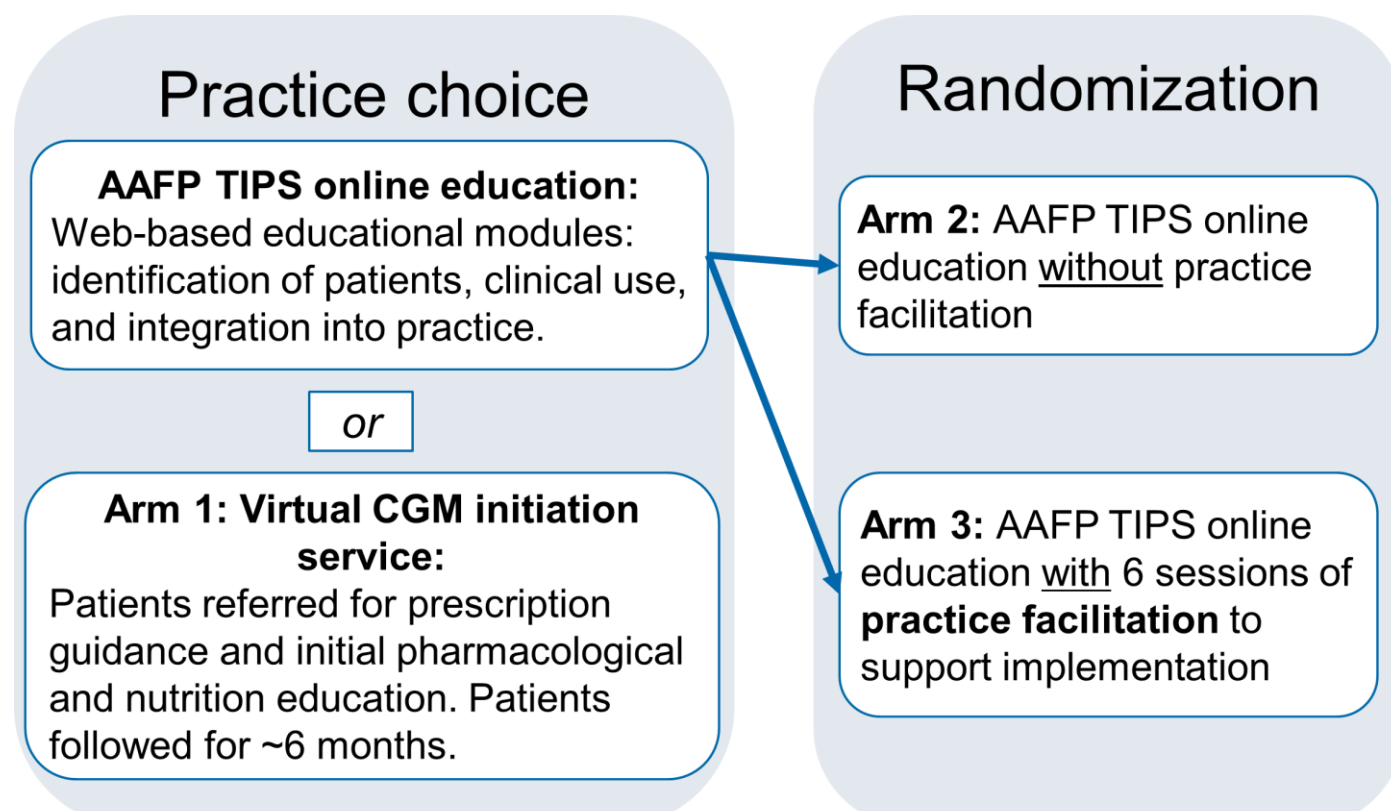 Practice choice
AAFP TIPS online education:
Web-based educational modules:
identification of patients, clinical use,
and integration into practice.
or
Arm 1: Virtual CGM initiation
service:
Patients referred for prescription
guidance and initial pharmacological
and nutrition education. Patients
followed for ~6 months.
Randomization
Arm 2: AAFP TIPS online
education without practice
facilitation
Arm 3: AAFP TIPS online
education with 6 sessions of
practice facilitation to
support implementation